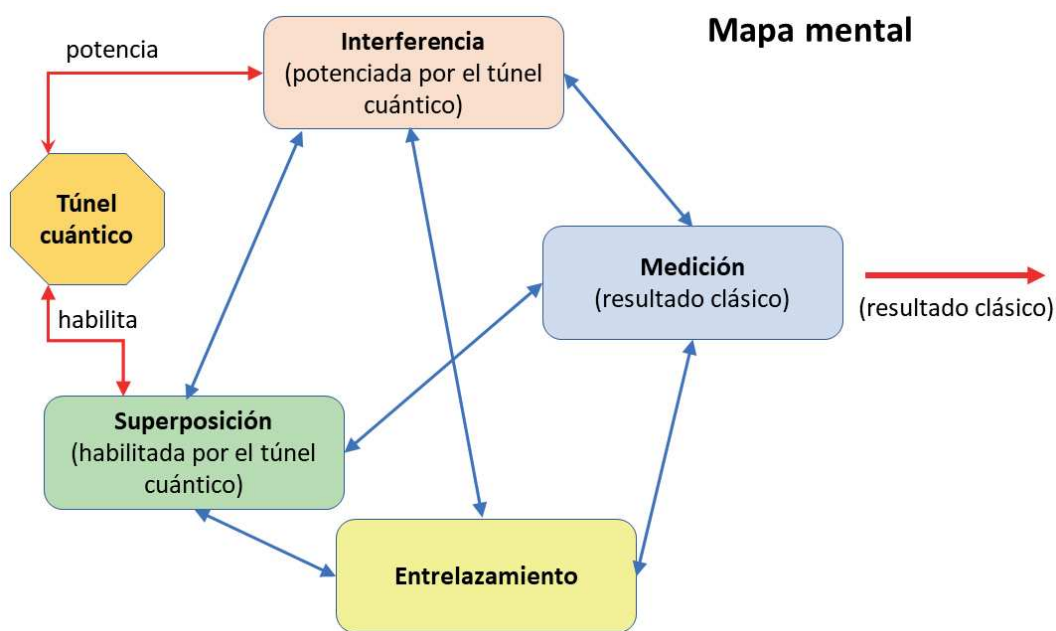 Mapa mental
potencia
Interferencia
(potenciada por el túnel
cuántico)
Túnel
cuántico
habilita
Medición
(resultado clásico)
(resultado clásico)
Superposición
(habilitada por el túnel
cuántico)
Entrelazamiento